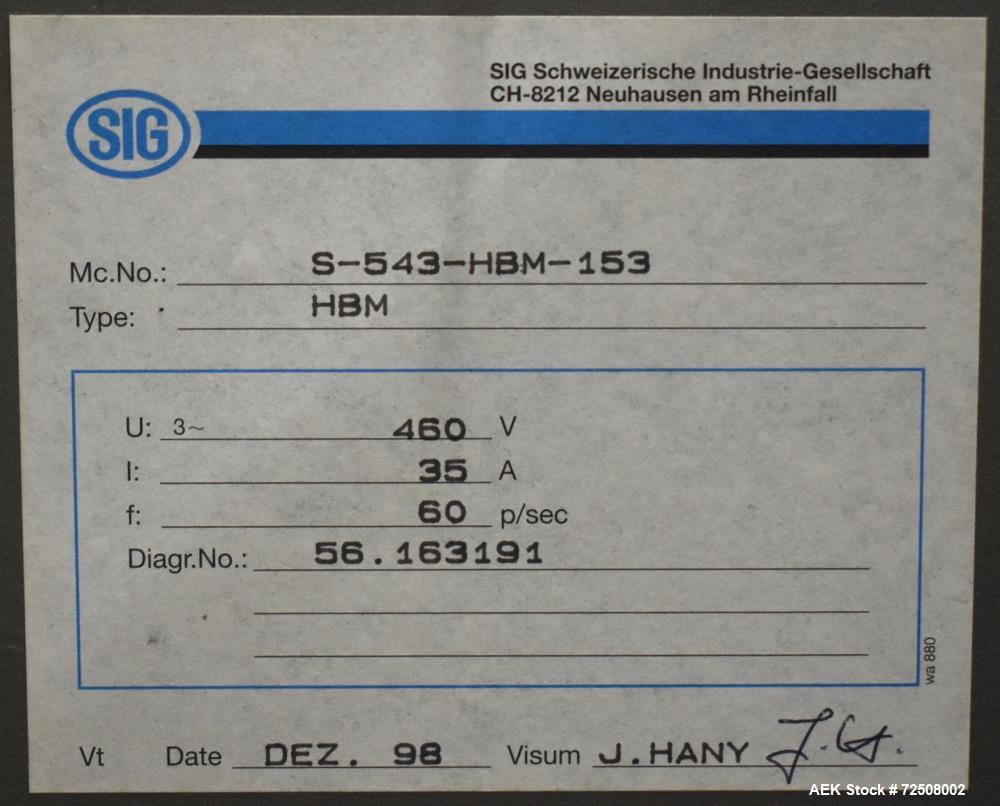 SIG Schweizerische Industrie-Gesellschaft
CH-8212 Neuhausen am Rheinfall
SIG
Mc.No.: S-543-HBM-153
Type: HBM
U: 3~ 460 V
I: 35 A
f: 60 p/sec
Diagr.No.: 56.163191
wa 880
Vt Date DEZ. 98 Visum J.HANY J.H.
AEK Stock # 72508002